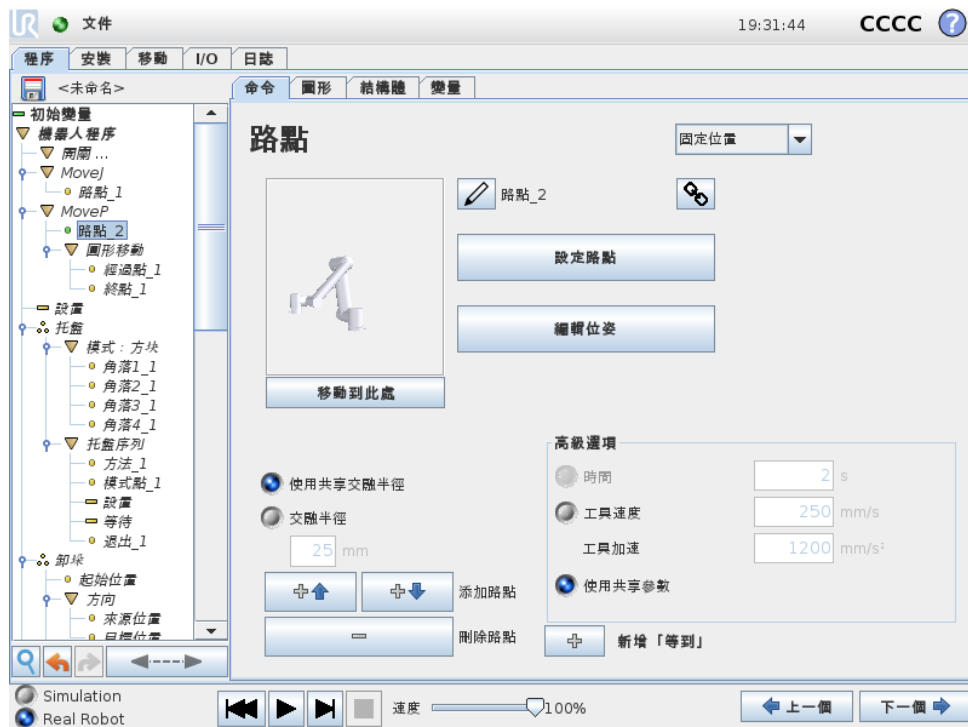 UR 文件 19:31:44 CCCC ?
程序 安裝 移動 I/O 日誌
<未命名>
命令 圖形 結構體 變量
初始變量
機器人程序
開闔 ...
MoveJ
路點_1
MoveP
路點_2
圓形移動
經過點_1
終點_1
設置
托盤
模式：方块
角落1_1
角落2_1
角落3_1
角落4_1
托盤序列
方法_1
模式點_1
設置
等待
退出_1
卸垛
起始位置
方向
來源位置
目標位置
路點
固定位置
路點_2
設定路點
編輯位姿
移動到此處
使用共享交融半徑
交融半徑
25 mm
添加路點
刪除路點
高級選項
時間 2 s
工具速度 250 mm/s
工具加速 1200 mm/s²
使用共享參數
新增「等到」
Simulation
Real Robot
速度 100%
上一個 下一個